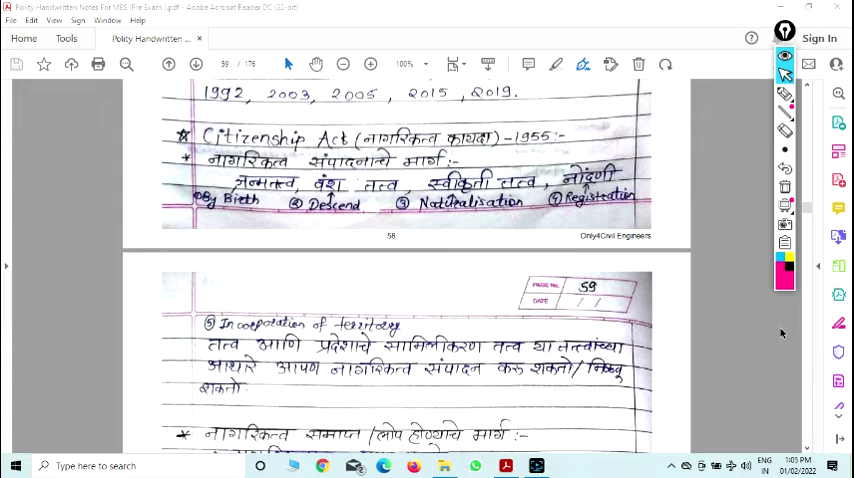 Polity Handwritten Notes For MES (Pre Exam ).pdf - Adobe Acrobat Reader DC (32-bit)
File Edit View Sign Window Help
Home Tools Polity Handwritten ... × Sign In
59 / 176 100%
1992, 2003, 2005, 2015, 2019.
☆ Citizenship Act (नागरिकत्व कायदा) - 1955:-
* नागरिकत्व संपादनाचे मार्ग :-
जन्मतत्व, वंश तत्व, स्वीकृती तत्व, नोंदणी
① By Birth ② Descend ③ Naturalisation ④ Registration
58 Only4Civil Engineers
PAGE No. 59
DATE / /
⑤ Incorporation of territory
तत्व आणि प्रदेशाचे सामिलीकरण तत्व या तत्त्वांच्या
आधारे आपण नागरिकत्व संपादन करू शकतो/मिळवू
शकतो.
* नागरिकत्व समाप्त /लोप होण्याचे मार्ग :-
Type here to search
ENG
IN
1:05 PM
01/02/2022